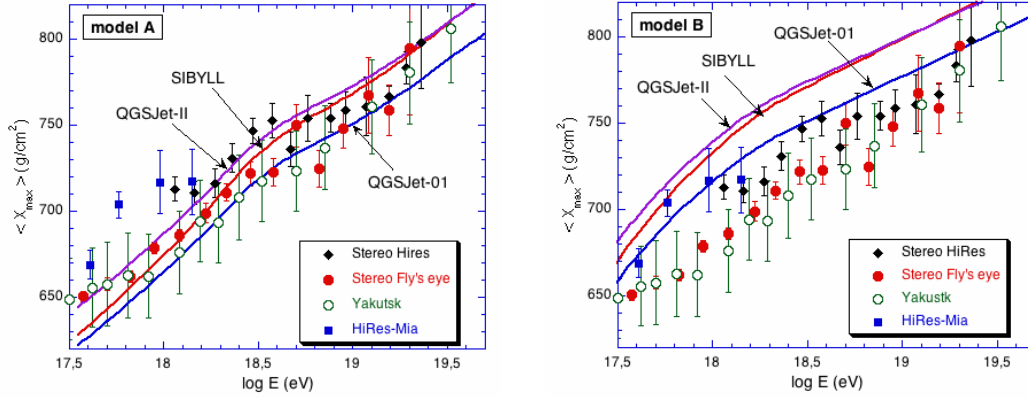 model A
800
750
700
650
< X_max > (g/cm²)
QGSJet-II
SIBYLL
QGSJet-01
Stereo Hires
Stereo Fly's eye
Yakutsk
HiRes-Mia
17,5
18
18,5
19
19,5
log E (eV)
model B
800
750
700
650
< X_max > (g/cm²)
QGSJet-01
SIBYLL
QGSJet-II
Stereo HiRes
Stereo Fly's eye
Yakustk
HiRes-Mia
17,5
18
18,5
19
19,5
log E (eV)